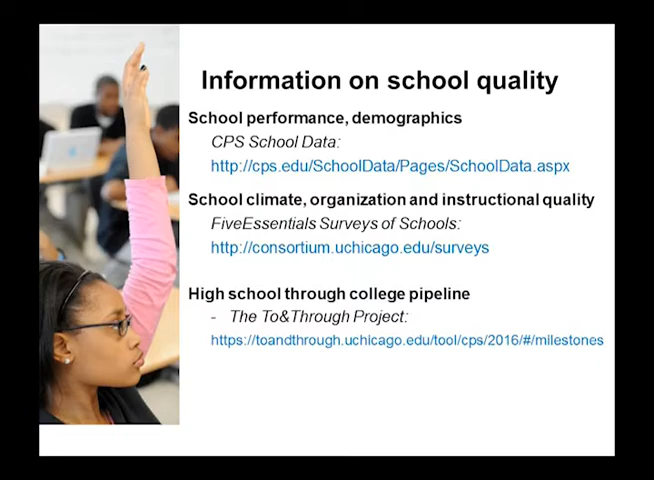 Information on school quality
School performance, demographics
CPS School Data:
http://cps.edu/SchoolData/Pages/SchoolData.aspx
School climate, organization and instructional quality
FiveEssentials Surveys of Schools:
http://consortium.uchicago.edu/surveys
High school through college pipeline
- The To&Through Project:
https://toandthrough.uchicago.edu/tool/cps/2016/#/milestones